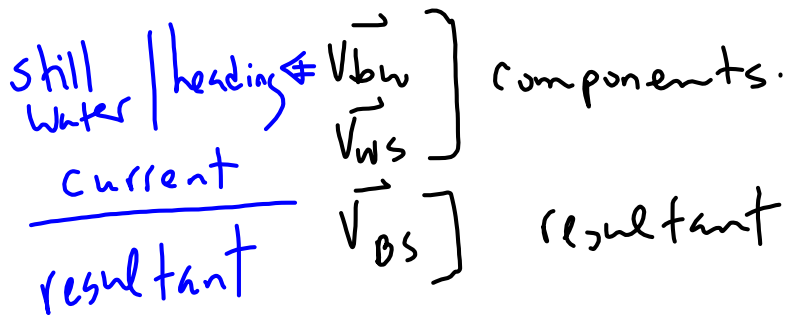 still | heading ⇐ V⃗bw ] components.
water
current V⃗ws
resultant V⃗BS ] resultant